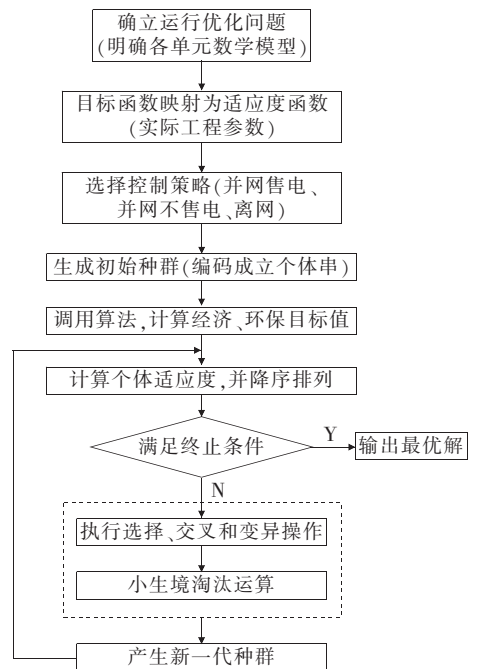 确立运行优化问题
(明确各单元数学模型)
目标函数映射为适应度函数
(实际工程参数)
选择控制策略(并网售电、
并网不售电、离网)
生成初始种群(编码成立个体串)
调用算法,计算经济、环保目标值
计算个体适应度,并降序排列
满足终止条件
Y
输出最优解
N
执行选择、交叉和变异操作
小生境淘汰运算
产生新一代种群